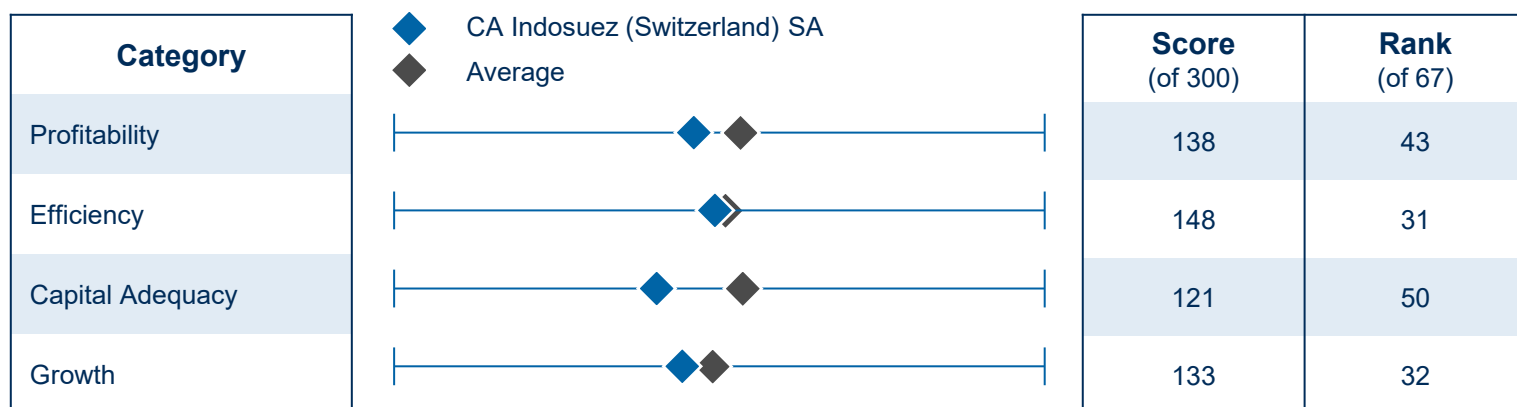 Category
CA Indosuez (Switzerland) SA
Average
Score
(of 300)
Rank
(of 67)
Profitability
138
43
Efficiency
148
31
Capital Adequacy
121
50
Growth
133
32